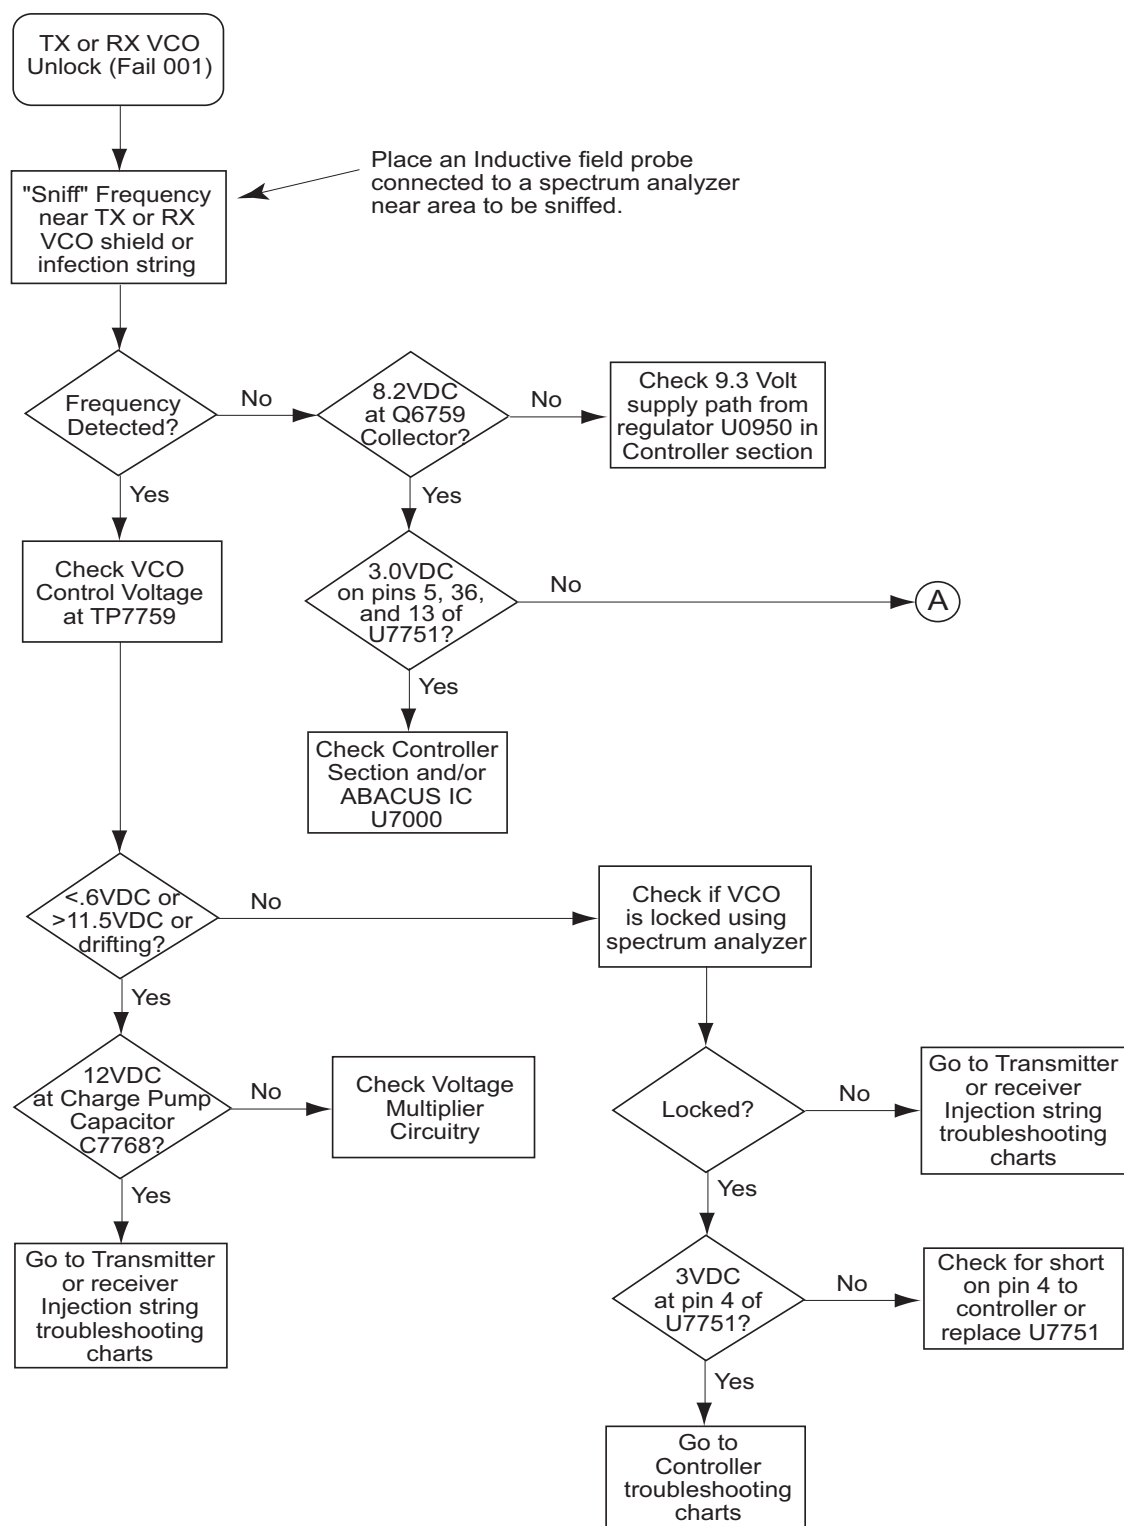 TX or RX VCO
Unlock (Fail 001)
Place an Inductive field probe
connected to a spectrum analyzer
near area to be sniffed.
"Sniff" Frequency
near TX or RX
VCO shield or
infection string
Frequency
Detected?
No
8.2VDC
at Q6759
Collector?
No
Check 9.3 Volt
supply path from
regulator U0950 in
Controller section
Yes
Yes
Check VCO
Control Voltage
at TP7759
3.0VDC
on pins 5, 36,
and 13 of
U7751?
No
A
Yes
Check Controller
Section and/or
ABACUS IC
U7000
<.6VDC or
>11.5VDC or
drifting?
No
Check if VCO
is locked using
spectrum analyzer
Yes
12VDC
at Charge Pump
Capacitor
C7768?
No
Check Voltage
Multiplier
Circuitry
Locked?
No
Go to Transmitter
or receiver
Injection string
troubleshooting
charts
Yes
Yes
Go to Transmitter
or receiver
Injection string
troubleshooting
charts
3VDC
at pin 4 of
U7751?
No
Check for short
on pin 4 to
controller or
replace U7751
Yes
Go to
Controller
troubleshooting
charts